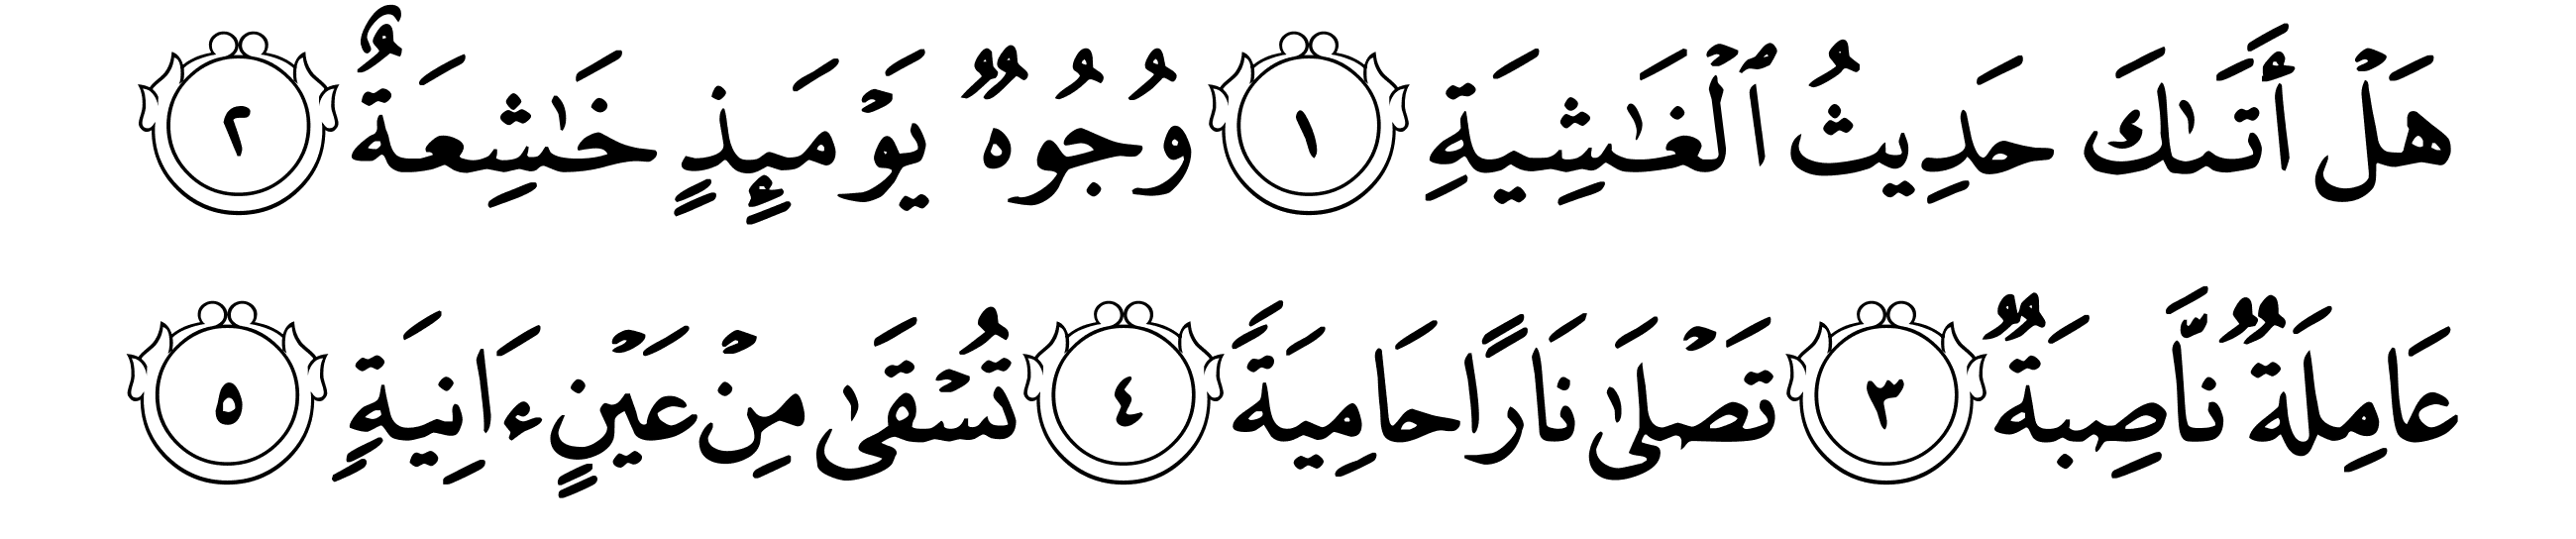 هَلْ أَتَىٰكَ حَدِيثُ ٱلْغَٰشِيَةِ ١ وُجُوهٌ يَوْمَئِذٍ خَٰشِعَةٌ ٢
عَامِلَةٌ نَّاصِبَةٌ ٣ تَصْلَىٰ نَارًا حَامِيَةً ٤ تُسْقَىٰ مِنْ عَيْنٍ ءَانِيَةٍ ٥